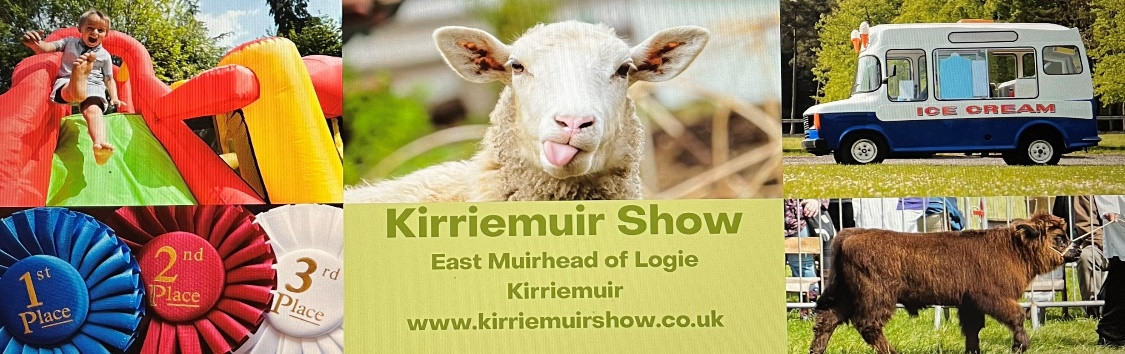 1st
Place
2nd
Place
3rd
Place
ICE CREAM
Kirriemuir Show
East Muirhead of Logie
Kirriemuir
www.kirriemuirshow.co.uk